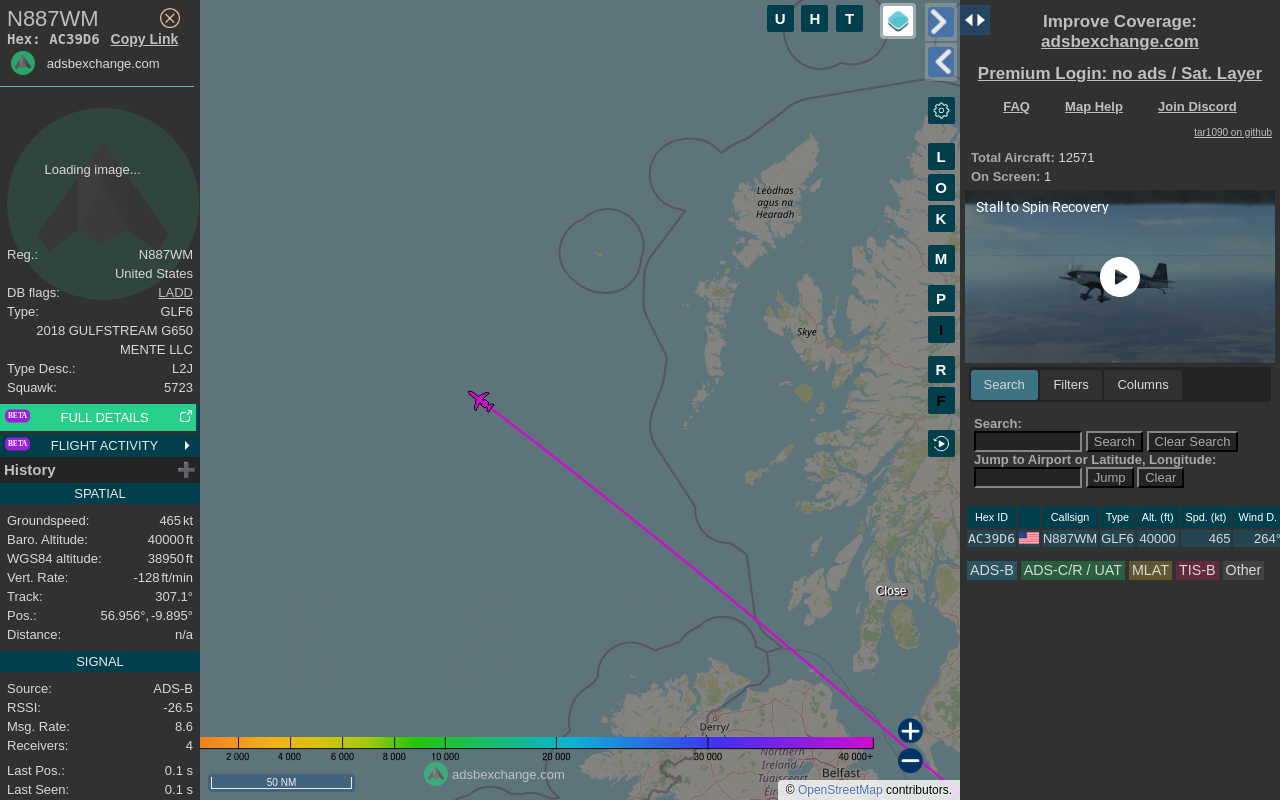 N887WM
Hex: AC39D6 Copy Link
adsbexchange.com
Loading image...
Reg.: N887WM
United States
DB flags: LADD
Type: GLF6
2018 GULFSTREAM G650
MENTE LLC
Type Desc.: L2J
Squawk: 5723
BETA FULL DETAILS
BETA FLIGHT ACTIVITY
History
SPATIAL
Groundspeed: 465 kt
Baro. Altitude: 40000 ft
WGS84 altitude: 38950 ft
Vert. Rate: -128 ft/min
Track: 307.1°
Pos.: 56.956°, -9.895°
Distance: n/a
SIGNAL
Source: ADS-B
RSSI: -26.5
Msg. Rate: 8.6
Receivers: 4
Last Pos.: 0.1 s
Last Seen: 0.1 s
U H T
L
O
K
M
P
I
R
F
Leòdhas
agus na
Hearadh
Skye
Close
Derry/
Northern
Ireland /
Tuaisceart
Belfast
2 000 4 000 6 000 8 000 10 000 20 000 30 000 40 000+
adsbexchange.com
50 NM
© OpenStreetMap contributors.
Improve Coverage:
adsbexchange.com
Premium Login: no ads / Sat. Layer
FAQ Map Help Join Discord
tar1090 on github
Total Aircraft: 12571
On Screen: 1
Stall to Spin Recovery
Search Filters Columns
Search:
Search Clear Search
Jump to Airport or Latitude, Longitude:
Jump Clear
Hex ID Callsign Type Alt. (ft) Spd. (kt) Wind D.
AC39D6 N887WM GLF6 40000 465 264°
ADS-B ADS-C/R / UAT MLAT TIS-B Other